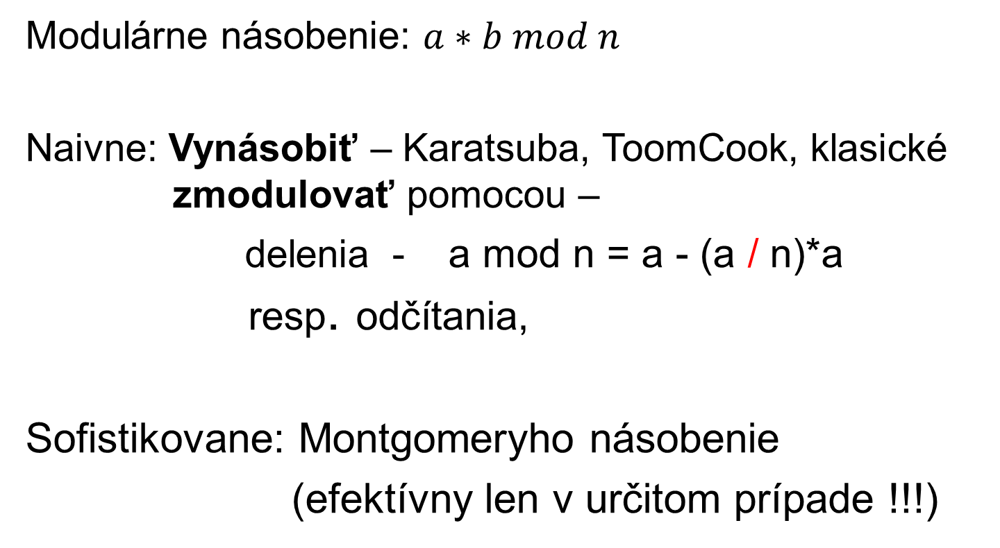 Modulárne násobenie: 𝑎 ∗ 𝑏 𝑚𝑜𝑑 𝑛
Naivne: Vynásobiť – Karatsuba, ToomCook, klasické
zmodulovať pomocou –
delenia - a mod n = a - (a / n)*a
resp. odčítania,
Sofistikovane: Montgomeryho násobenie
(efektívny len v určitom prípade !!!)